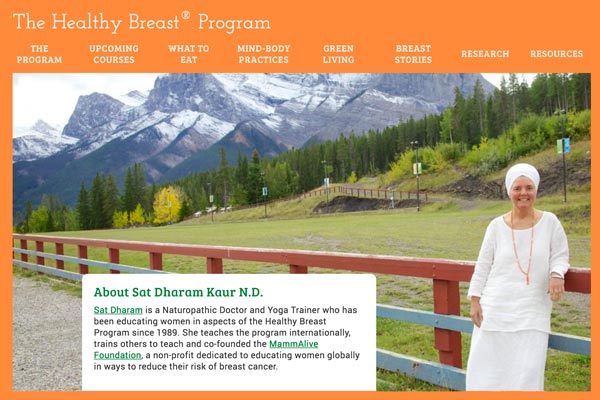 The Healthy Breast® Program
THE PROGRAM
UPCOMING COURSES
WHAT TO EAT
MIND-BODY PRACTICES
GREEN LIVING
BREAST STORIES
RESEARCH
RESOURCES
About Sat Dharam Kaur N.D.
Sat Dharam is a Naturopathic Doctor and Yoga Trainer who has
been educating women in aspects of the Healthy Breast
Program since 1989. She teaches the program internationally,
trains others to teach and co-founded the MammAlive
Foundation, a non-profit dedicated to educating women globally
in ways to reduce their risk of breast cancer.